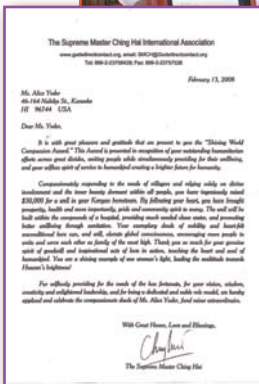 The Supreme Master Ching Hai International Association
February 15, 2008
Ms. Alice Yoder
HI 96744 USA
Dear Ms. Yoder,
It is with great pleasure and gratitude that we present to you the "Shining World
Compassion Award." This Award is presented in recognition of your outstanding humanitarian
efforts across great divides, uniting people while simultaneously providing for their wellbeing,
and your selfless spirit of service to humankind creating a brighter future for humanity.
Compassionately responding to the needs of villagers and relying solely on divine
involvement and the inner beauty dormant within all people, you have ingeniously raised
$30,000 for a well in your Kenyan hometown. By following your heart, you have brought
prosperity, health and more importantly, pride and community spirit to many. The well will be
built within the compounds of a hospital, providing much needed clean water, and promoting
better wellbeing through sanitation. Your exemplary deeds of nobility and heart-felt
unconditional love can, and will, elevate global consciousness, encouraging more people to
unite and serve each other as family of the most high. Thank you so much for your genuine
spirit of goodwill and inspirational acts of love in action, touching the heart and soul of
humankind. You are a shining example of one woman's light, leading the multitude towards
Heaven's brightness!
For selflessly providing for the needs of the less fortunate, for your vision, wisdom,
creativity and enlightened leadership, and for being a dedicated and noble role model, we hereby
applaud and celebrate the compassionate deeds of Ms. Alice Yoder, fund raiser extraordinaire.
With Great Honor, Love and Blessings,
The Supreme Master Ching Hai